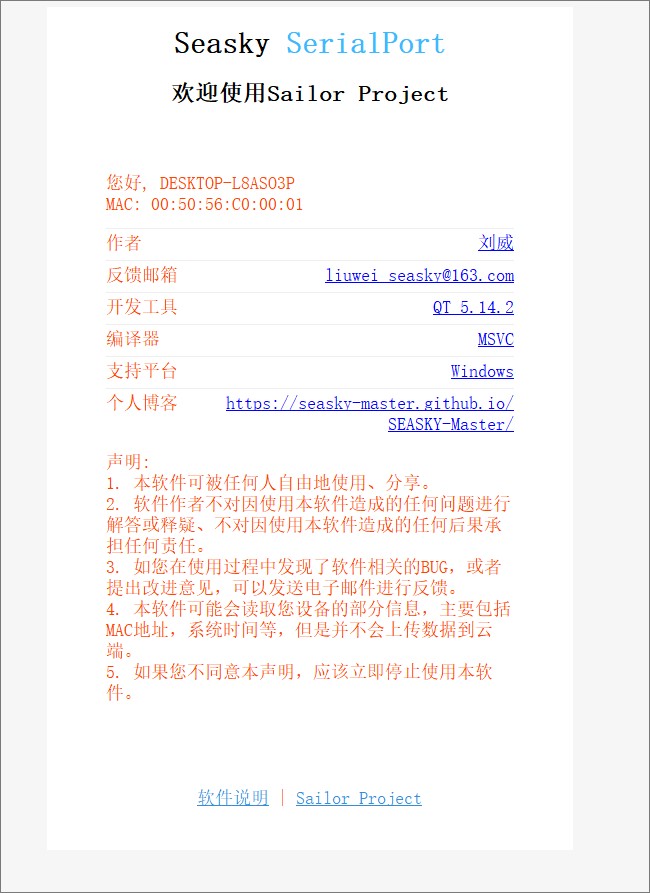 Seasky SerialPort
欢迎使用Sailor Project
您好, DESKTOP-L8ASO3P
MAC: 00:50:56:C0:00:01
作者 刘威
反馈邮箱 liuwei_seasky@163.com
开发工具 QT 5.14.2
编译器 MSVC
支持平台 Windows
个人博客 https://seasky-master.github.io/
SEASKY-Master/
声明:
1. 本软件可被任何人自由地使用、分享。
2. 软件作者不对因使用本软件造成的任何问题进行
解答或释疑、不对因使用本软件造成的任何后果承
担任何责任。
3. 如您在使用过程中发现了软件相关的BUG，或者
提出改进意见，可以发送电子邮件进行反馈。
4. 本软件可能会读取您设备的部分信息，主要包括
MAC地址，系统时间等，但是并不会上传数据到云
端。
5. 如果您不同意本声明，应该立即停止使用本软
件。
软件说明 | Sailor Project